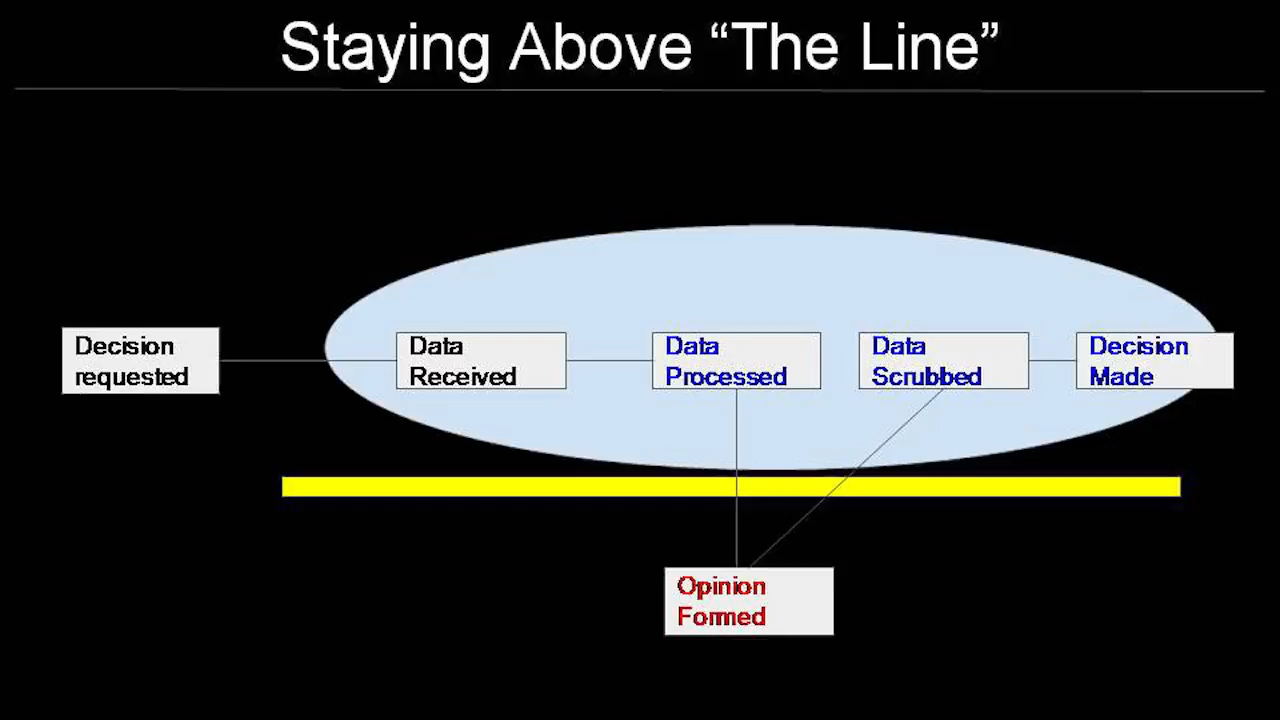 Staying Above “The Line”
Decision
requested
Data
Received
Data
Processed
Data
Scrubbed
Decision
Made
Opinion
Formed